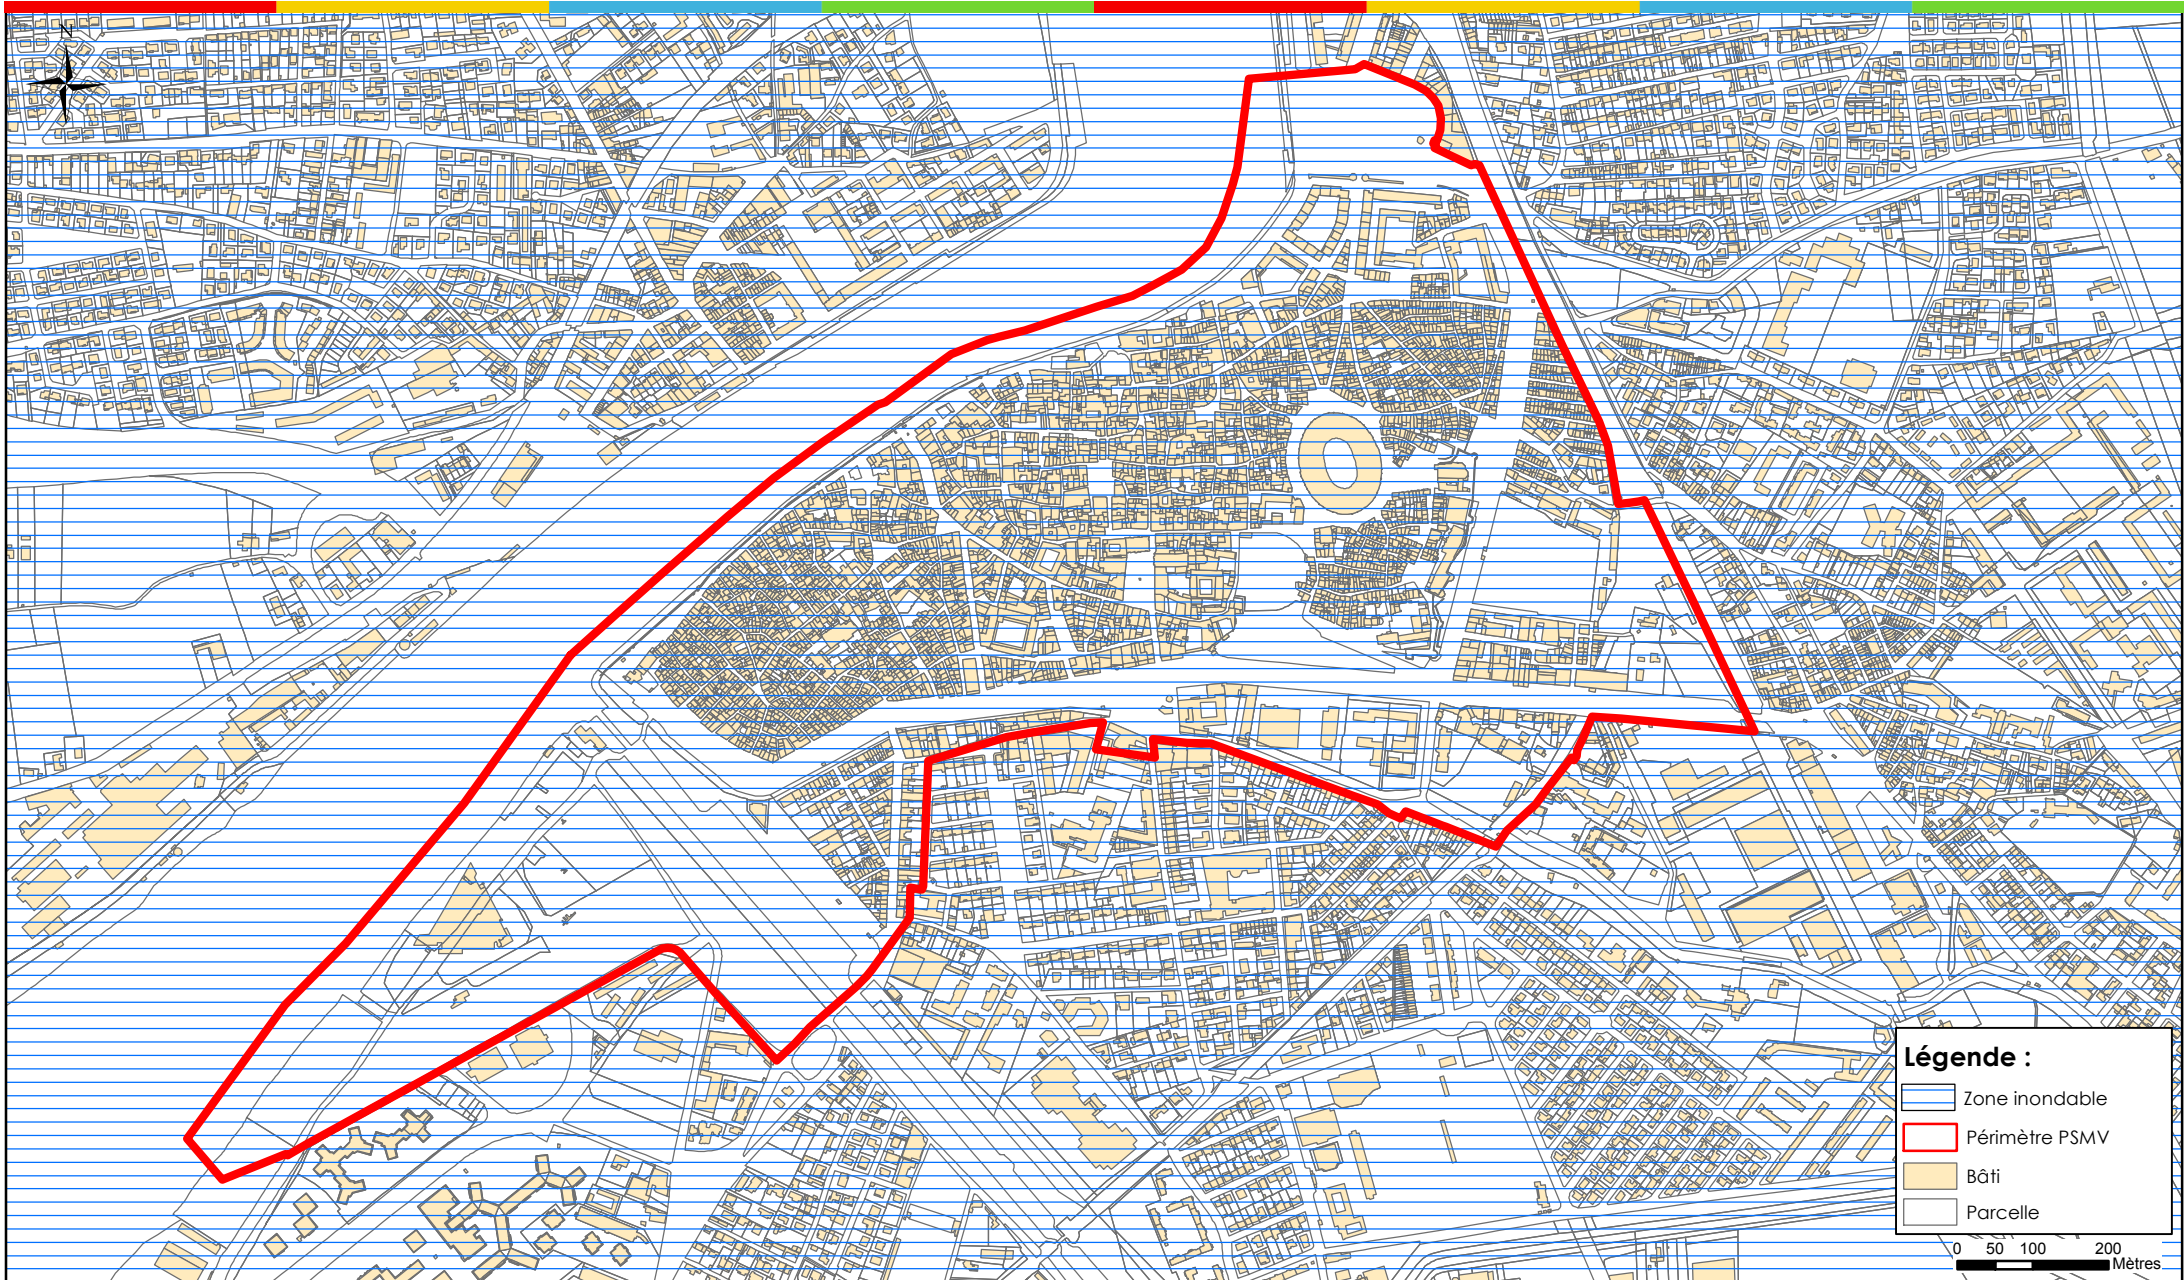 N
Légende :
Zone inondable
Périmètre PSMV
Bâti
Parcelle
0 50 100 200
Mètres